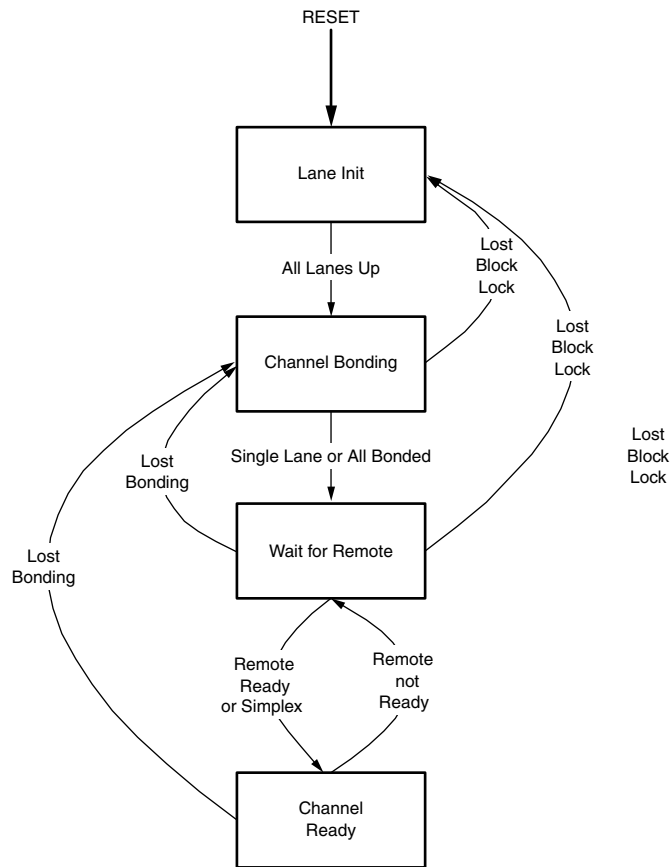 RESET
Lane Init
All Lanes Up
Lost
Block
Lock
Channel Bonding
Lost
Block
Lock
Single Lane or All Bonded
Lost
Block
Lock
Lost
Bonding
Wait for Remote
Lost
Bonding
Remote
Ready
or Simplex
Remote
not
Ready
Channel
Ready